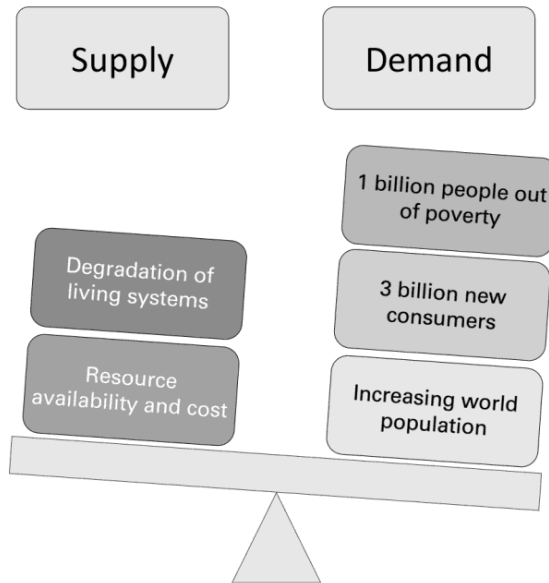 Supply
Demand
Degradation of
living systems
Resource
availability and cost
1 billion people out
of poverty
3 billion new
consumers
Increasing world
population